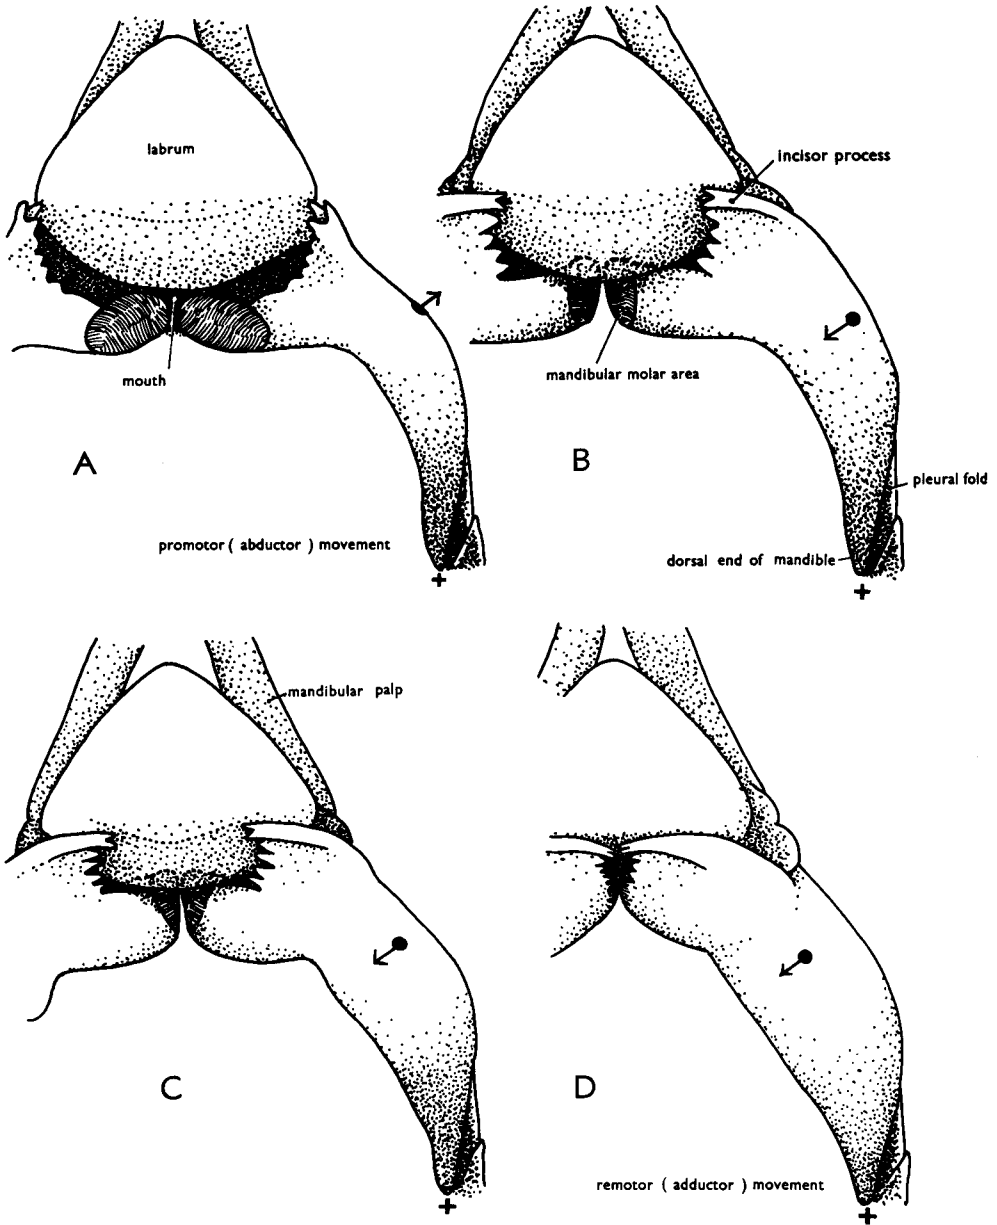 labrum
incisor process
mouth
mandibular molar area
A
B
pleural fold
promotor ( abductor ) movement
dorsal end of mandible
+
+
mandibular palp
C
D
remotor ( adductor ) movement
+
+